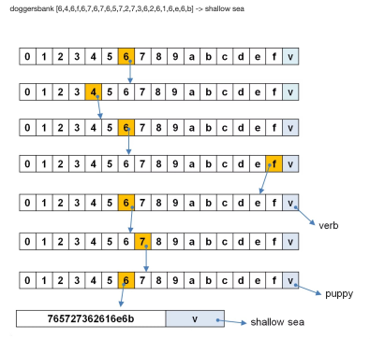 doggersbank [6,4,6,f,6,7,6,7,6,5,7,2,7,3,6,2,6,1,6,e,6,b] -> shallow sea
0 1 2 3 4 5 6 7 8 9 a b c d e f v
0 1 2 3 4 5 6 7 8 9 a b c d e f v
0 1 2 3 4 5 6 7 8 9 a b c d e f v
0 1 2 3 4 5 6 7 8 9 a b c d e f v
0 1 2 3 4 5 6 7 8 9 a b c d e f v
verb
0 1 2 3 4 5 6 7 8 9 a b c d e f v
0 1 2 3 4 5 6 7 8 9 a b c d e f v
puppy
765727362616e6b v shallow sea